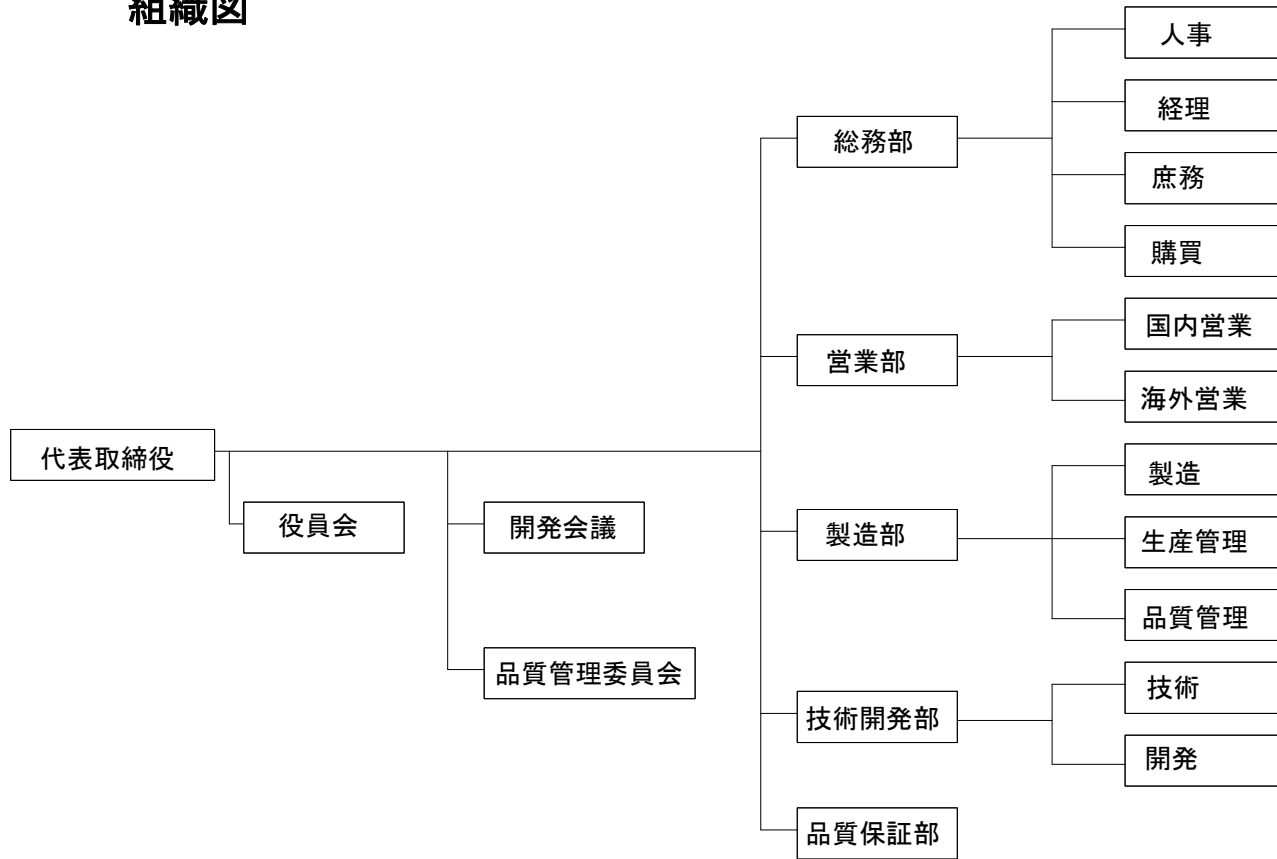 組織図
人事
経理
総務部
庶務
購買
国内営業
営業部
海外営業
代表取締役
製造
役員会
開発会議
製造部
生産管理
品質管理
品質管理委員会
技術
技術開発部
開発
品質保証部